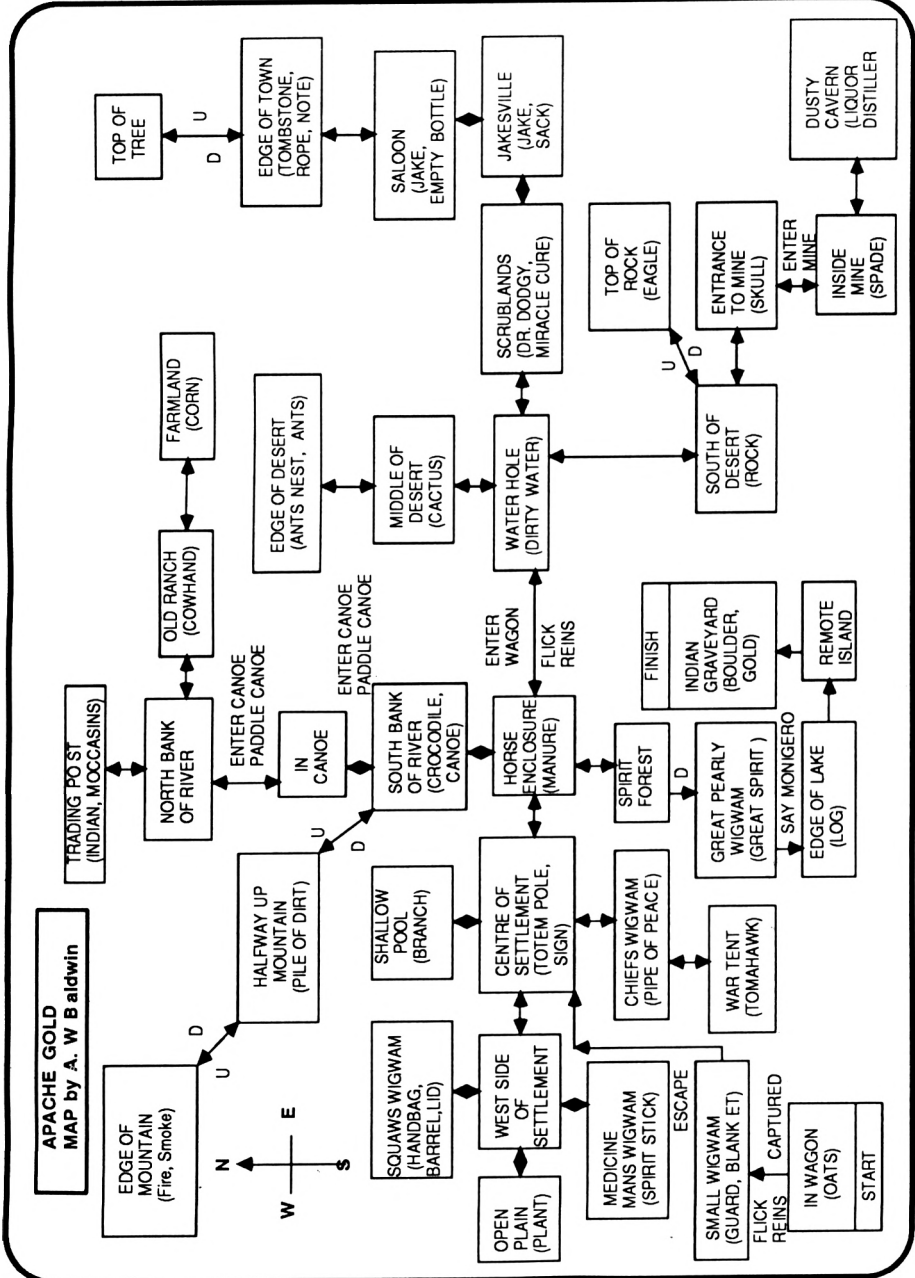 APACHE GOLD
MAP by A. W Baldwin
EDGE OF
MOUNTAIN
(Fire, Smoke)
U
D
HALFWAY UP
MOUNTAIN
(PILE OF DIRT)
U
D
TRADING PO ST
(INDIAN, MOCCASINS)
NORTH BANK
OF RIVER
OLD RANCH
(COWHAND)
FARMLAND
(CORN)
ENTER CANOE
PADDLE CANOE
IN
CANOE
ENTER CANOE
PADDLE CANOE
SOUTH BANK
OF RIVER
(CROCODILE,
CANOE)
TOP OF
TREE
U
D
EDGE OF TOWN
(TOMBSTONE,
ROPE, NOTE)
SALOON
(JAKE,
EMPTY BOTTLE)
JAKESVILLE
(JAKE,
SACK)
EDGE OF DESERT
(ANTS NEST, ANTS)
MIDDLE OF
DESERT
(CACTUS)
N
W
E
S
SQUAWS WIGWAM
(HANDBAG,
BARREL,LID)
SHALLOW
POOL
(BRANCH)
OPEN
PLAIN
(PLANT)
WEST SIDE
OF
SETTLEMENT
CENTRE OF
SETTLEMENT
(TOTEM POLE,
SIGN)
HORSE
ENCLOSURE
(MANURE)
ENTER
WAGON
FLICK
REINS
WATER HOLE
(DIRTY WATER)
SCRUBLANDS
(DR. DODGY,
MIRACLE CURE)
MEDICINE
MANS WIGWAM
(SPIRIT STICK)
CHIEFS WIGWAM
(PIPE OF PEACE)
WAR TENT
(TOMAHAWK)
SPIRIT
FOREST
D
GREAT PEARLY
WIGWAM
(GREAT SPIRIT )
SAY MONIGERO
EDGE OF LAKE
(LOG)
REMOTE
ISLAND
FINISH
INDIAN
GRAVEYARD
(BOULDER,
GOLD)
TOP OF
ROCK
(EAGLE)
U
D
SOUTH OF
DESERT
(ROCK)
ENTRANCE
TO MINE
(SKULL)
ENTER
MINE
INSIDE
MINE
(SPADE)
DUSTY
CAVERN
(LIQUOR
DISTILLER
ESCAPE
SMALL WIGWAM
(GUARD, BLANK ET)
FLICK
REINS
CAPTURED
IN WAGON
(OATS)
START